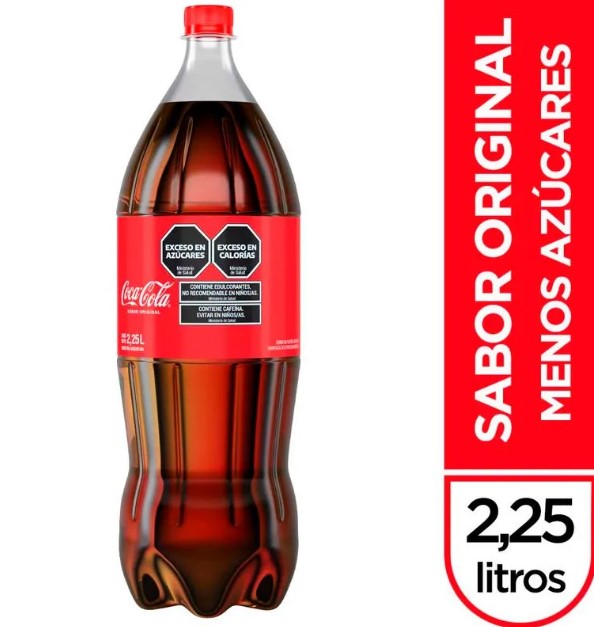 EXCESO EN
AZÚCARES
Ministerio
de Salud
EXCESO EN
CALORÍAS
Ministerio
de Salud
CONTIENE EDULCORANTES,
NO RECOMENDABLE EN NIÑOS/AS.
Ministerio de Salud
CONTIENE CAFEÍNA.
EVITAR EN NIÑOS/AS.
Ministerio de Salud
Coca-Cola
SABOR ORIGINAL
2,25 L
SABOR ORIGINAL
MENOS AZÚCARES
2,25
litros